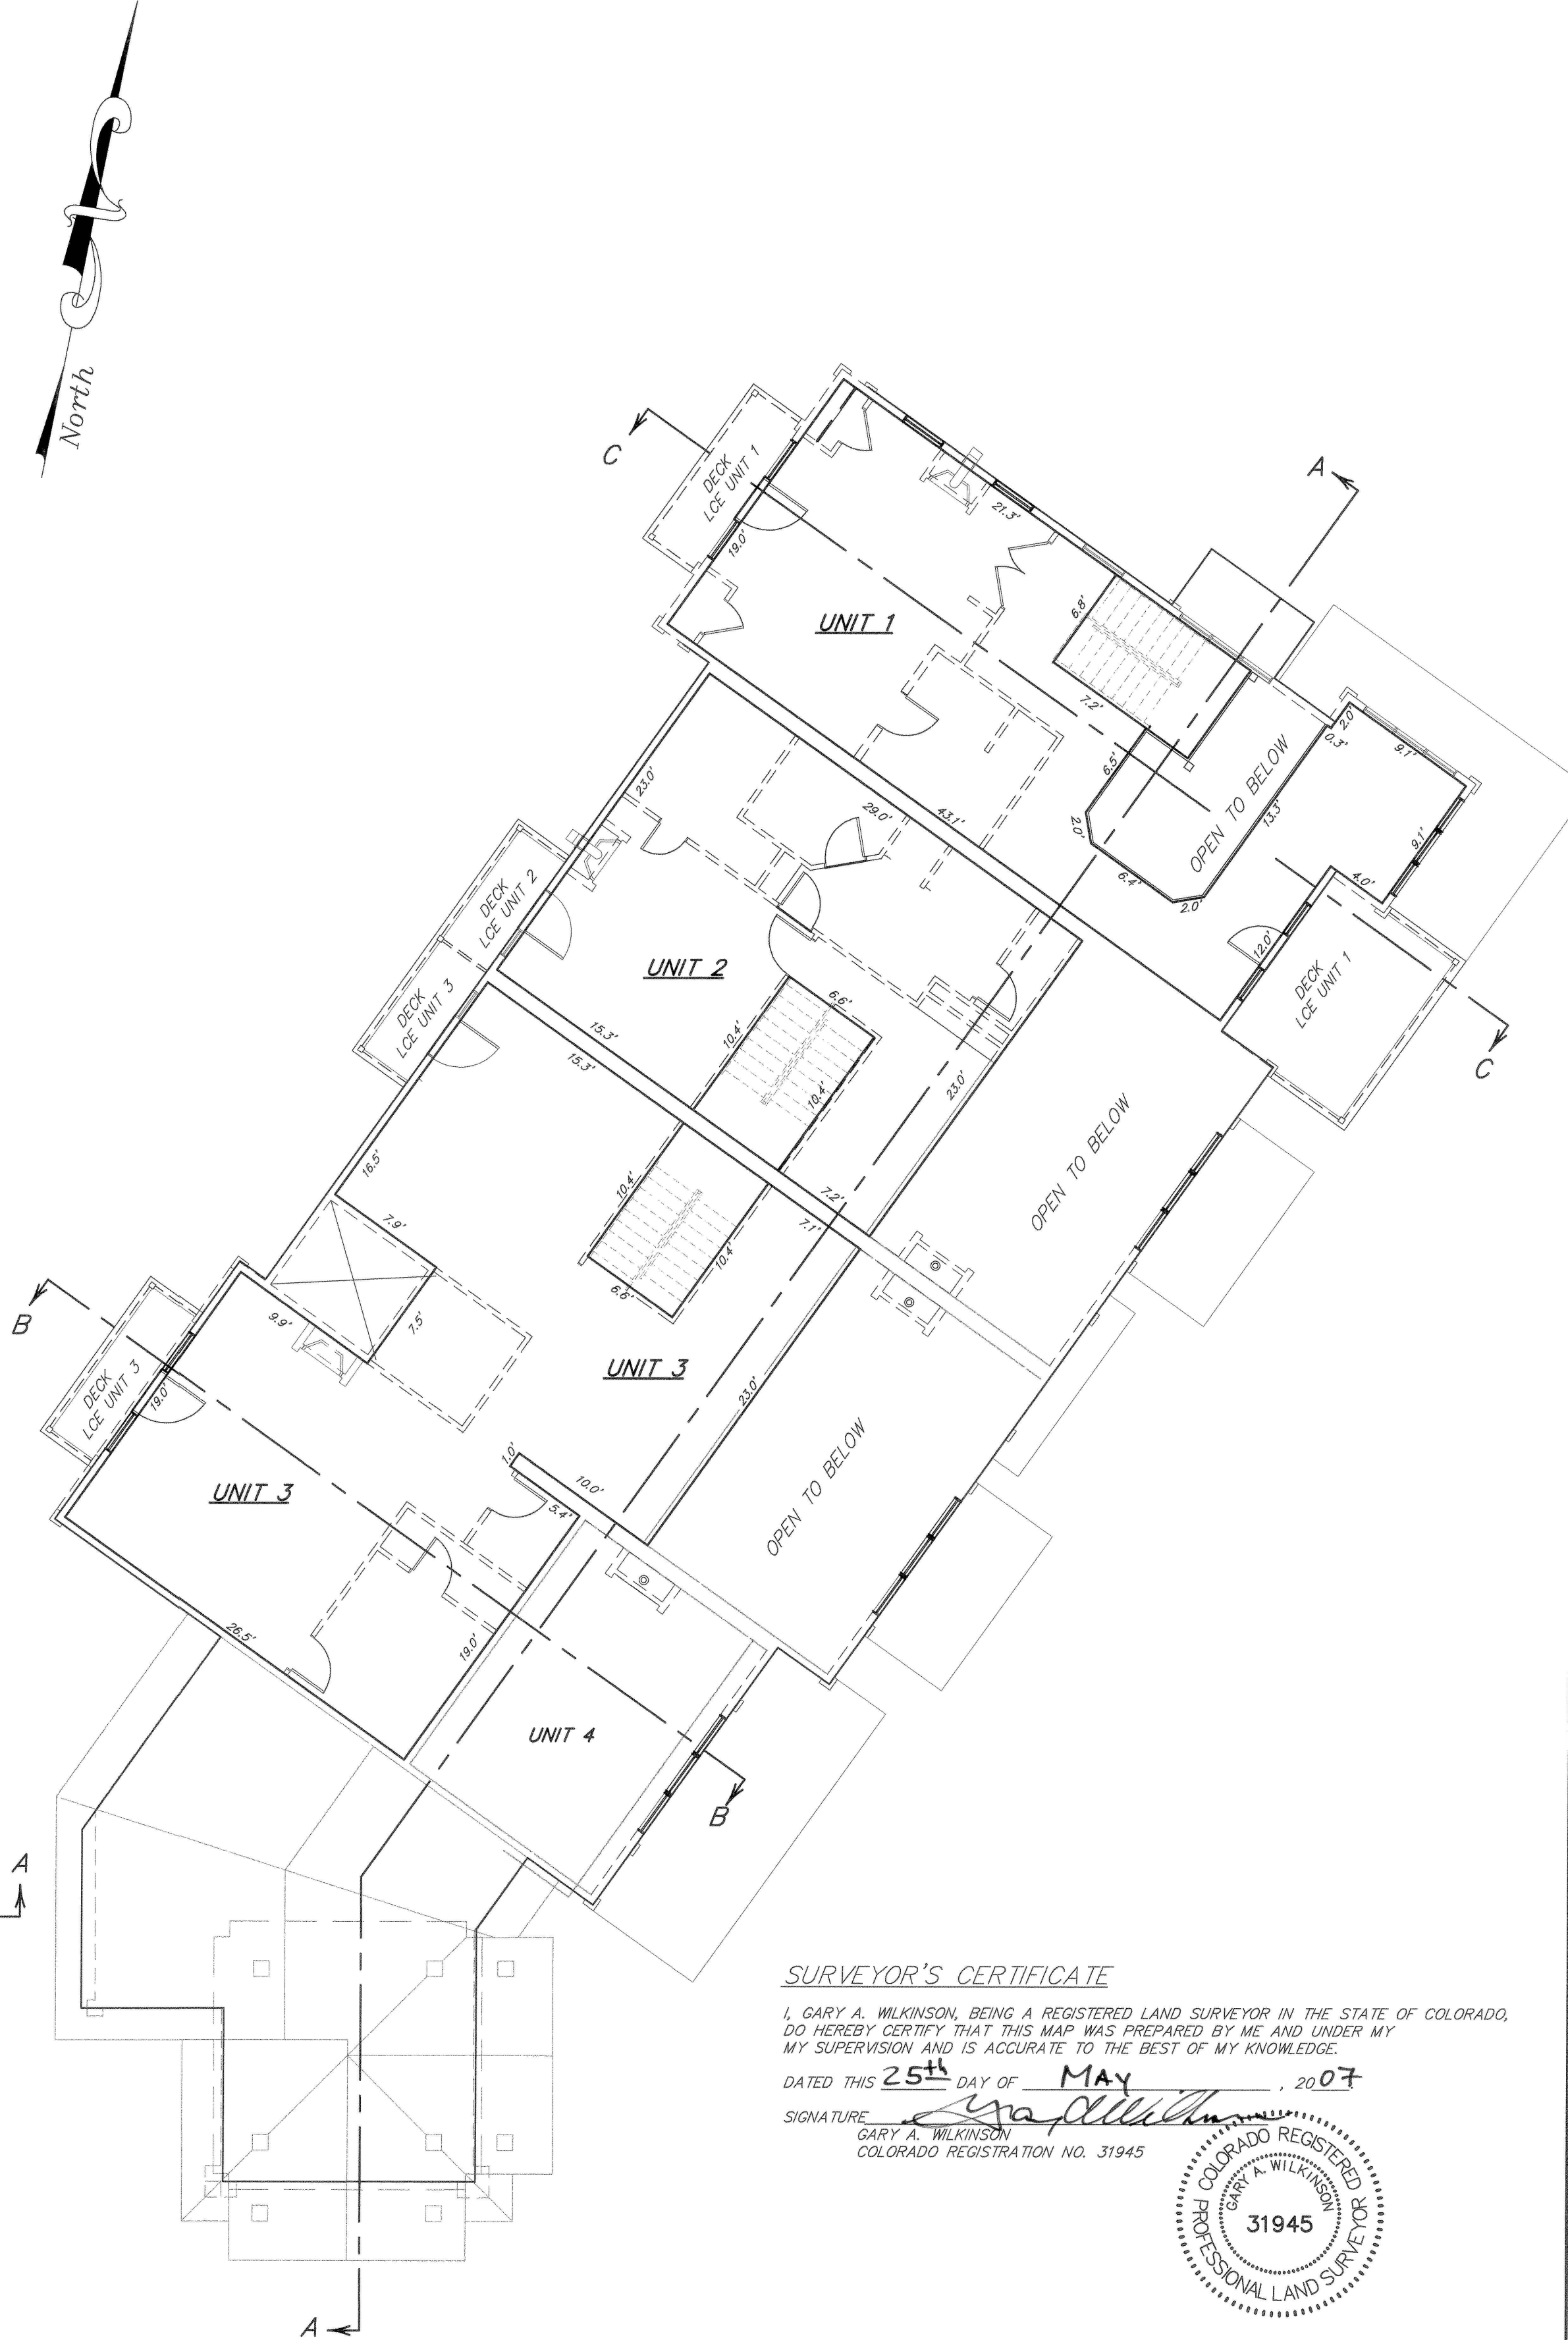 North
C
DECK
LCE UNIT 1
A
21.3'
19.0'
UNIT 1
6.8'
7.2'
2.0'
0.3'
9.1'
6.5'
OPEN TO BELOW
13.3'
23.0'
29.0'
43.1'
2.0'
9.1'
6.4'
4.0'
2.0'
DECK
LCE UNIT 2
12.0'
UNIT 2
DECK
LCE UNIT 1
DECK
LCE UNIT 3
6.6'
15.3'
10.4'
15.3'
C
10.4'
23.0'
OPEN TO BELOW
16.5'
10.4'
7.2'
7.1'
7.9'
10.4'
6.6'
B
9.9'
7.5'
UNIT 3
DECK
LCE UNIT 3
19.0'
23.0'
OPEN TO BELOW
1.0'
10.0'
UNIT 3
5.4'
26.5'
19.0'
UNIT 4
B
A
SURVEYOR'S CERTIFICATE
I, GARY A. WILKINSON, BEING A REGISTERED LAND SURVEYOR IN THE STATE OF COLORADO,
DO HEREBY CERTIFY THAT THIS MAP WAS PREPARED BY ME AND UNDER MY
MY SUPERVISION AND IS ACCURATE TO THE BEST OF MY KNOWLEDGE.
DATED THIS 25th DAY OF MAY, 2007.
SIGNATURE
GARY A. WILKINSON
COLORADO REGISTRATION NO. 31945
COLORADO REGISTERED
GARY A. WILKINSON
31945
PROFESSIONAL LAND SURVEYOR
A